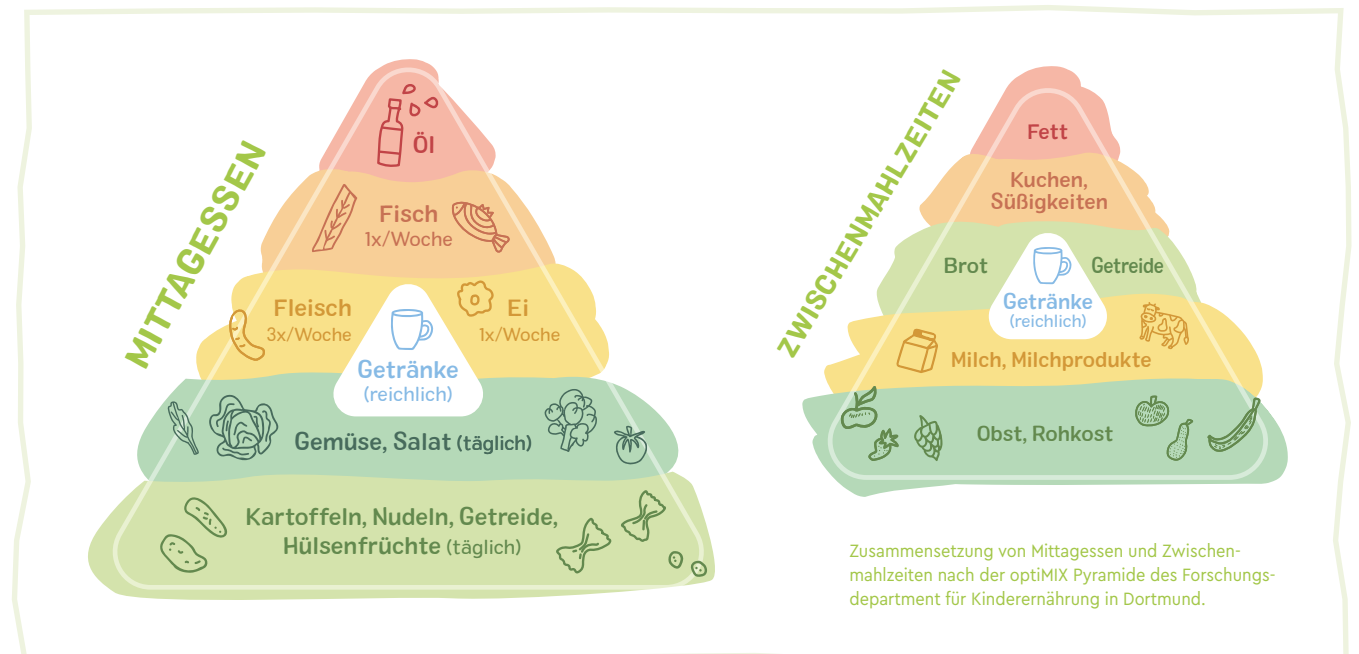 MITTAGESSEN
Öl
Fisch
1x/Woche
Fleisch
3x/Woche
Ei
1x/Woche
Getränke
(reichlich)
Gemüse, Salat (täglich)
Kartoffeln, Nudeln, Getreide,
Hülsenfrüchte (täglich)
ZWISCHENMAHLZEITEN
Fett
Kuchen,
Süßigkeiten
Brot
Getreide
Getränke
(reichlich)
Milch, Milchprodukte
Obst, Rohkost
Zusammensetzung von Mittagessen und Zwischen-
mahlzeiten nach der optiMIX Pyramide des Forschungs-
department für Kinderernährung in Dortmund.